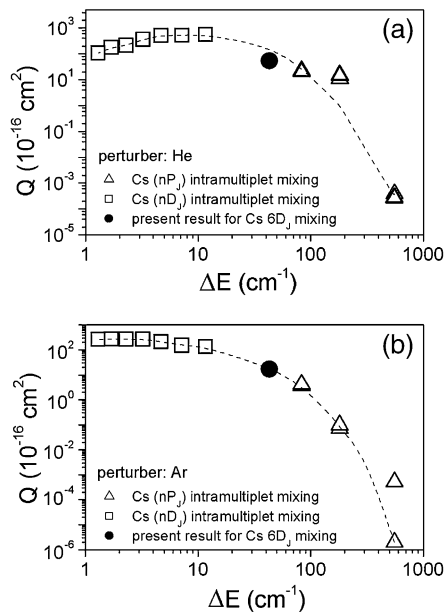 (a)
10³
10¹
10⁻¹
10⁻³
10⁻⁵
Q (10⁻¹⁶ cm²)
perturber: He
Cs (nP_J) intramultiplet mixing
Cs (nD_J) intramultiplet mixing
present result for Cs 6D_J mixing
1 10 100 1000
ΔE (cm⁻¹)
(b)
10²
10⁰
10⁻²
10⁻⁴
10⁻⁶
Q (10⁻¹⁶ cm²)
perturber: Ar
Cs (nP_J) intramultiplet mixing
Cs (nD_J) intramultiplet mixing
present result for Cs 6D_J mixing
1 10 100 1000
ΔE (cm⁻¹)